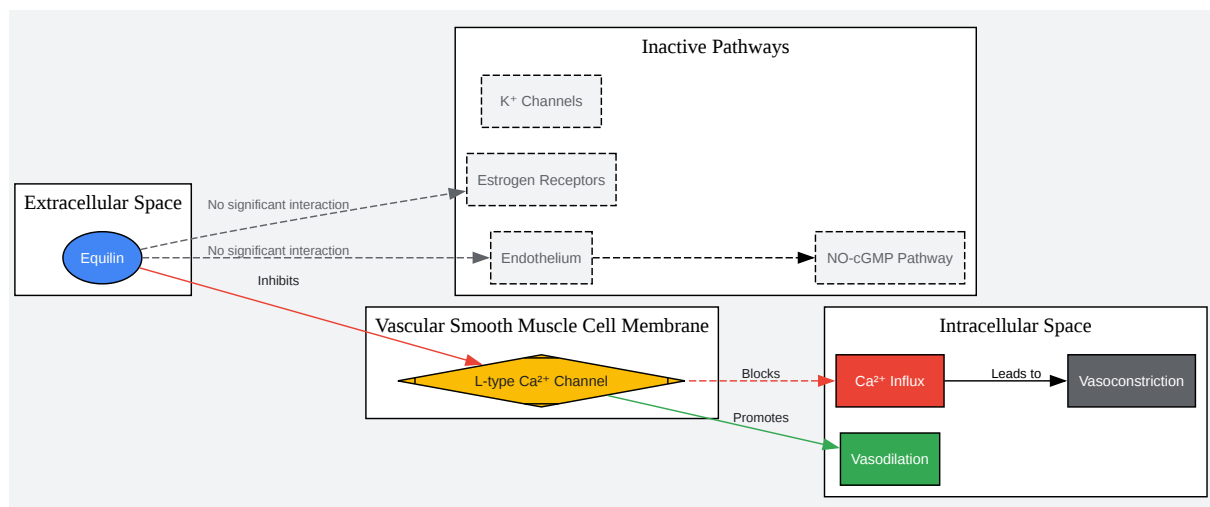 Inactive Pathways
K⁺ Channels
Estrogen Receptors
Extracellular Space
No significant interaction
Equilin
No significant interaction
Endothelium
NO-cGMP Pathway
Inhibits
Vascular Smooth Muscle Cell Membrane
Intracellular Space
L-type Ca²⁺ Channel
Blocks
Ca²⁺ Influx
Leads to
Vasoconstriction
Promotes
Vasodilation